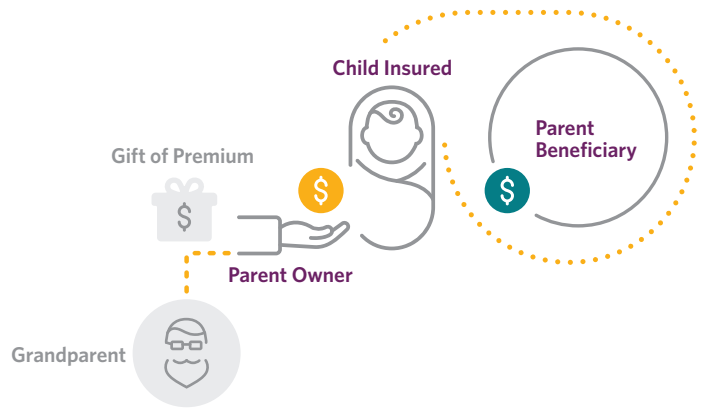 Child Insured
Parent
Beneficiary
Gift of Premium
$
$
$
Parent Owner
Grandparent